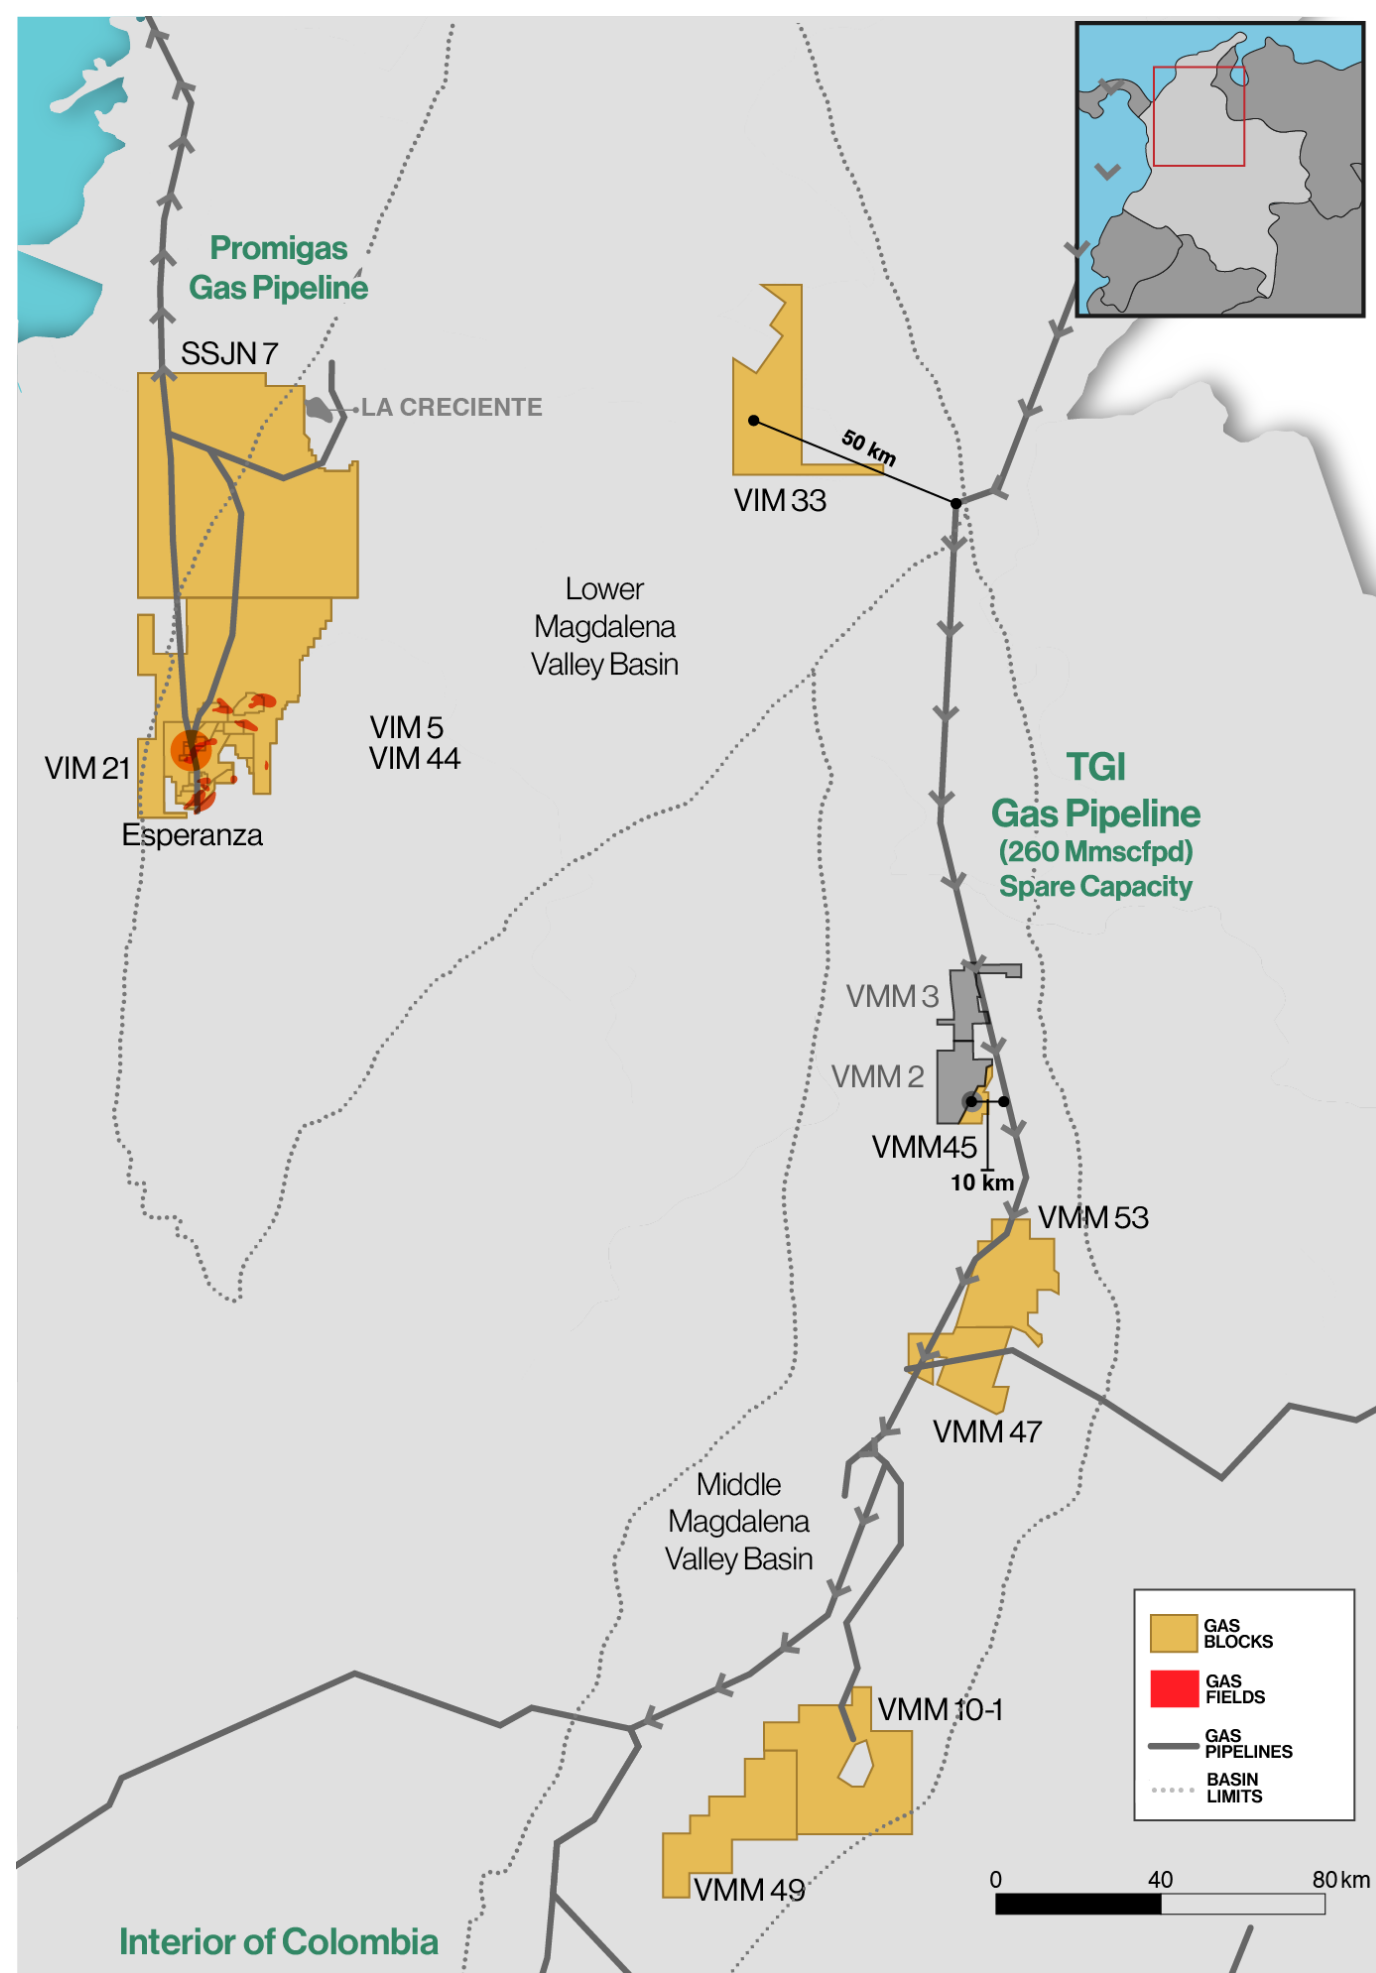 Promigas
Gas Pipeline
SSJN 7
LA CRECIENTE
50 km
VIM 33
Lower
Magdalena
Valley Basin
VIM 5
VIM 44
VIM 21
Esperanza
TGI
Gas Pipeline
(260 Mmscfpd)
Spare Capacity
VMM 3
VMM 2
VMM45
10 km
VMM 53
VMM 47
Middle
Magdalena
Valley Basin
VMM 10-1
VMM 49
Interior of Colombia
GAS
BLOCKS
GAS
FIELDS
GAS
PIPELINES
BASIN
LIMITS
0 40 80 km